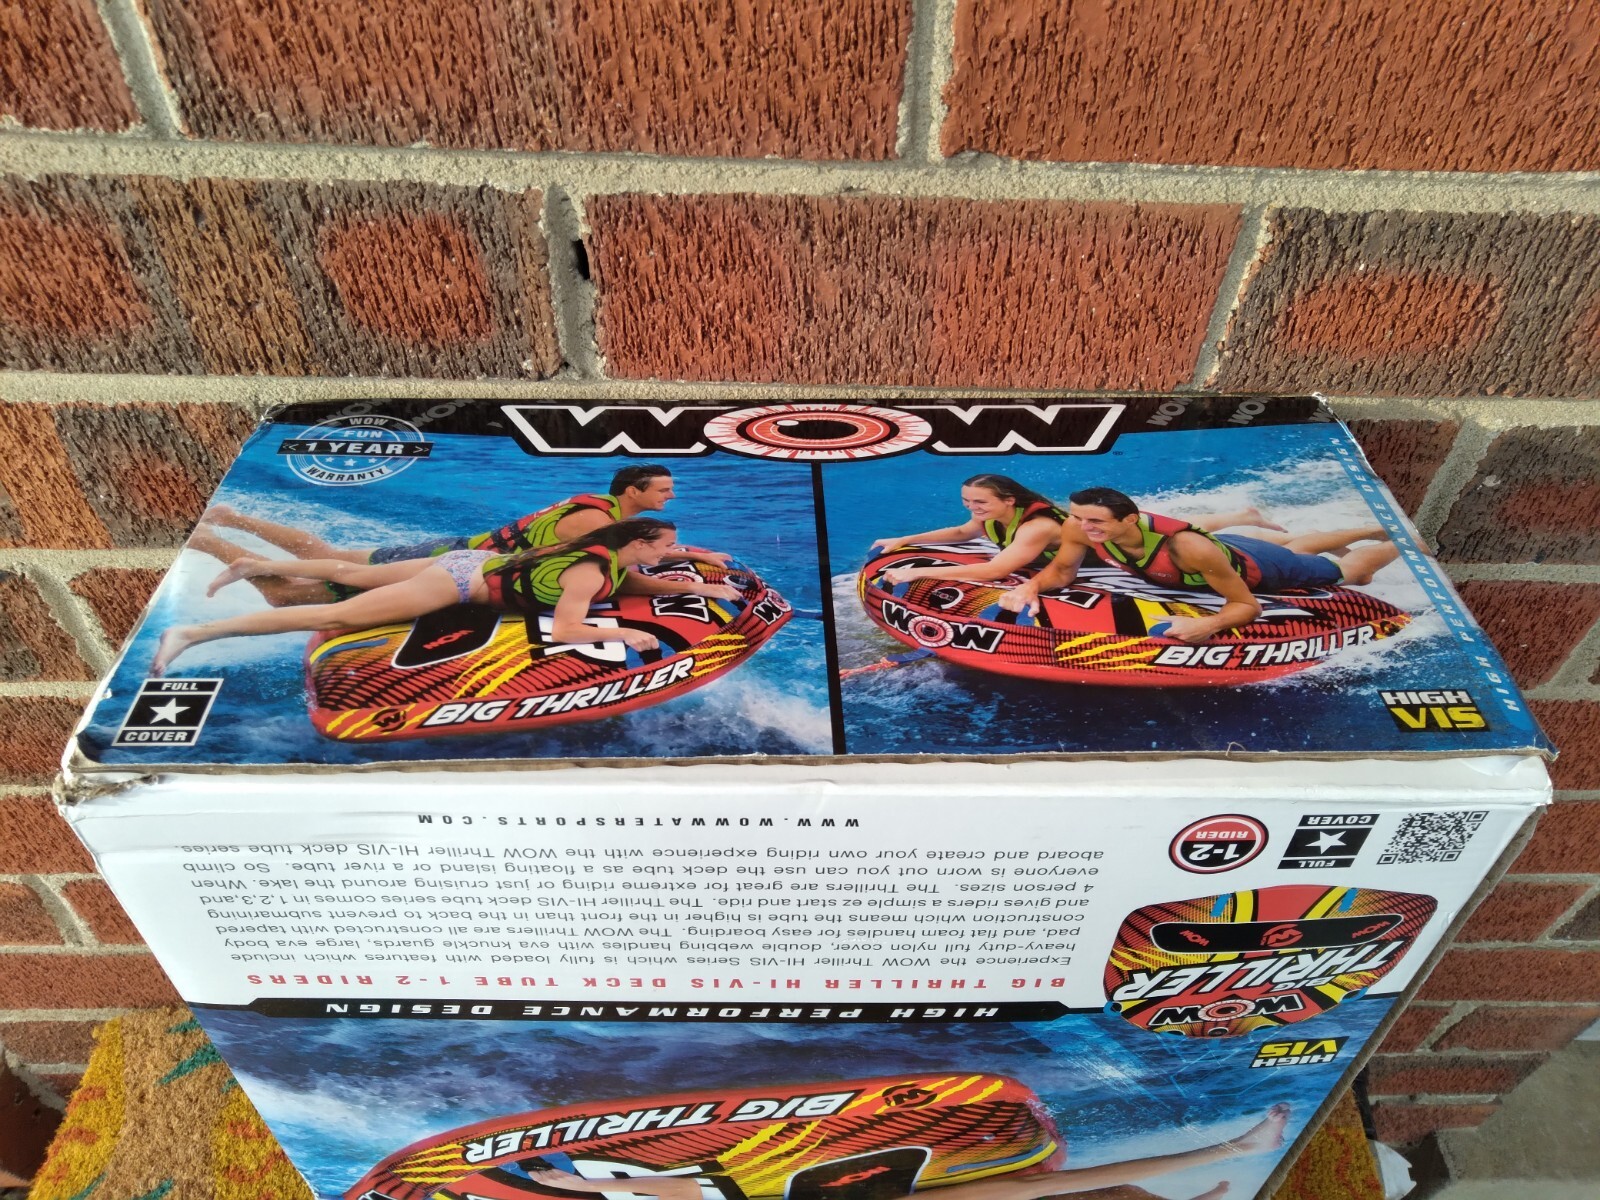 WOW
WOW
FUN
1 YEAR
WARRANTY
WOW
WOW
WOW
BIG THRILLER
FULL
COVER
WOW
BIG THRILLER
HIGH
VIS
HIGH PERFORMANCE DESIGN
HIGH
VIS
WOW
BIG
THRILLER
WOW
WOW
HIGH PERFORMANCE DESIGN
BIG THRILLER HI-VIS DECK TUBE 1-2 RIDERS
Experience the WOW Thriller HI-VIS Series which is fully loaded with features which include
heavy-duty full nylon cover, double webbing handles with eva knuckle guards, large eva body
pad, and flat foam handles for easy boarding. The WOW Thrillers are all constructed with tapered
construction which means the tube is higher in the front than in the back to prevent submarining
and gives riders a simple ez start and ride. The Thriller HI-VIS deck tube series comes in 1,2,3,and
4 person sizes. The Thrillers are great for extreme riding or just cruising around the lake. When
everyone is worn out you can use the deck tube as a floating island or a river tube. So climb
aboard and create your own riding experience with the WOW Thriller HI-VIS deck tube series.
WWW.WOWWATERSPORTS.COM
1-2
RIDER
FULL
COVER
BIG THRILLER
WOW